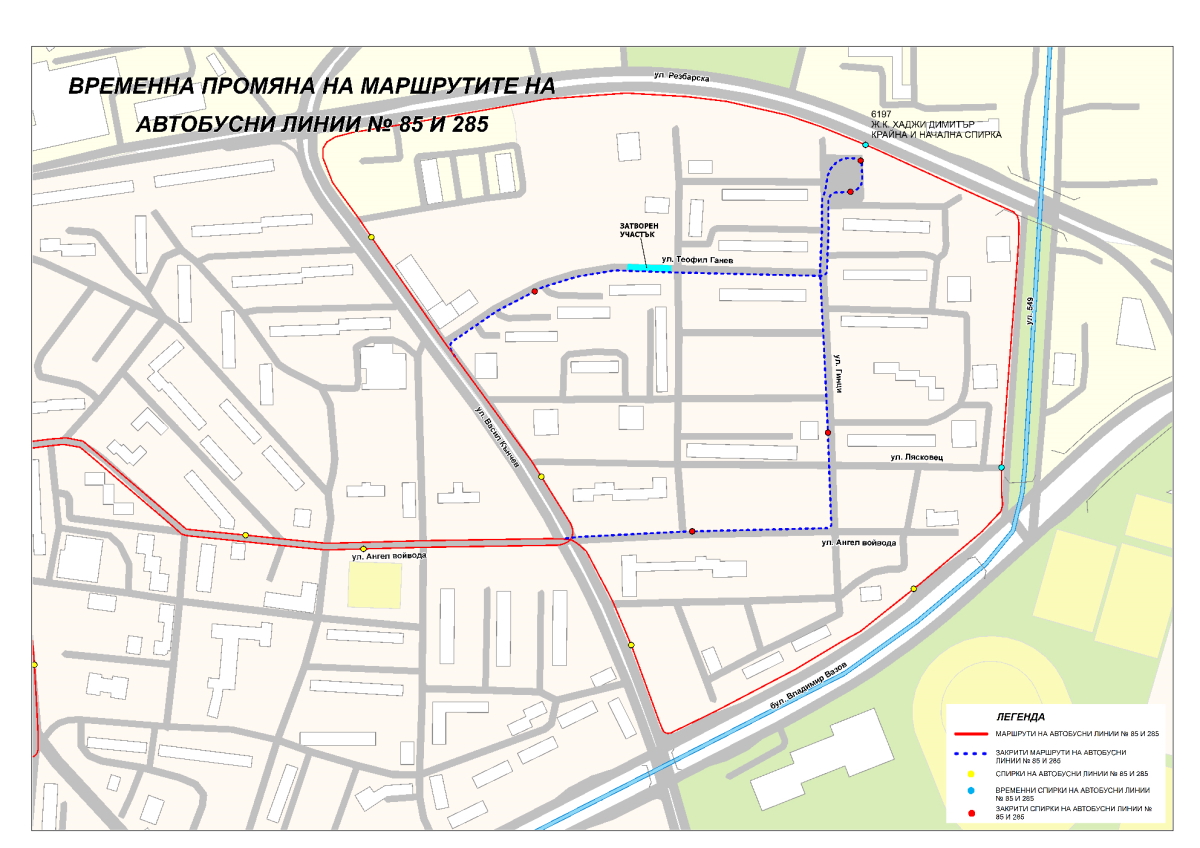 ВРЕМЕННА ПРОМЯНА НА МАРШРУТИТЕ НА
АВТОБУСНИ ЛИНИИ № 85 И 285
ул. Резбарска
6197
Ж.К. ХАДЖИ ДИМИТЪР
КРАЙНА И НАЧАЛНА СПИРКА
ЗАТВОРЕН
УЧАСТЪК
ул. Теофил Ганев
ул. 549
ул. Гинци
ул. Васил Кънчев
ул. Лясковец
ул. Ангел войвода
ул. Ангел войвода
бул. Владимир Вазов
ЛЕГЕНДА
МАРШРУТИ НА АВТОБУСНИ ЛИНИИ № 85 И 285
ЗАКРИТИ МАРШРУТИ НА АВТОБУСНИ
ЛИНИИ № 85 И 285
СПИРКИ НА АВТОБУСНИ ЛИНИИ № 85 И 285
ВРЕМЕННИ СПИРКИ НА АВТОБУСНИ ЛИНИИ
№ 85 И 285
ЗАКРИТИ СПИРКИ НА АВТОБУСНИ ЛИНИИ №
85 И 285